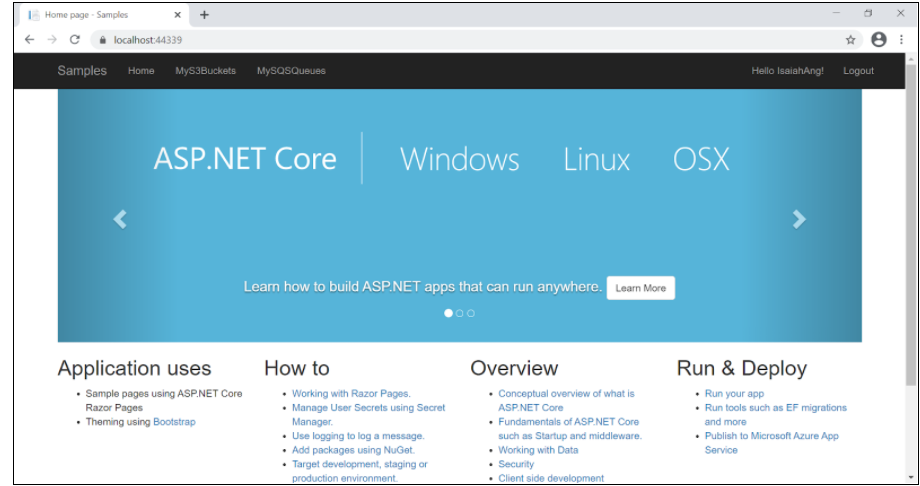 Home page - Samples
localhost:44339
Samples Home MyS3Buckets MySQSQueues Hello IsaiahAng! Logout
ASP.NET Core Windows Linux OSX
Learn how to build ASP.NET apps that can run anywhere. Learn More
Application uses
Sample pages using ASP.NET Core
Razor Pages
Theming using Bootstrap
How to
Working with Razor Pages.
Manage User Secrets using Secret
Manager.
Use logging to log a message.
Add packages using NuGet.
Target development, staging or
production environment.
Overview
Conceptual overview of what is
ASP.NET Core
Fundamentals of ASP.NET Core
such as Startup and middleware.
Working with Data
Security
Client side development
Run & Deploy
Run your app
Run tools such as EF migrations
and more
Publish to Microsoft Azure App
Service